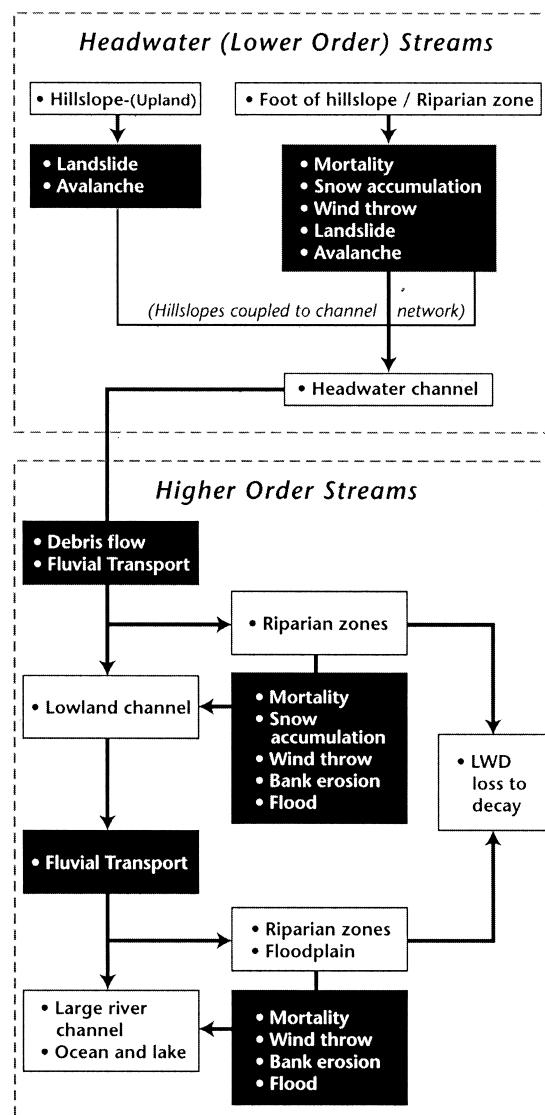 Headwater (Lower Order) Streams
• Hillslope-(Upland)
• Foot of hillslope / Riparian zone
• Landslide
• Avalanche
• Mortality
• Snow accumulation
• Wind throw
• Landslide
• Avalanche
(Hillslopes coupled to channel network)
• Headwater channel
Higher Order Streams
• Debris flow
• Fluvial Transport
• Riparian zones
• Lowland channel
• Mortality
• Snow
accumulation
• Wind throw
• Bank erosion
• Flood
• LWD
loss to
decay
• Fluvial Transport
• Riparian zones
• Floodplain
• Large river
channel
• Ocean and lake
• Mortality
• Wind throw
• Bank erosion
• Flood